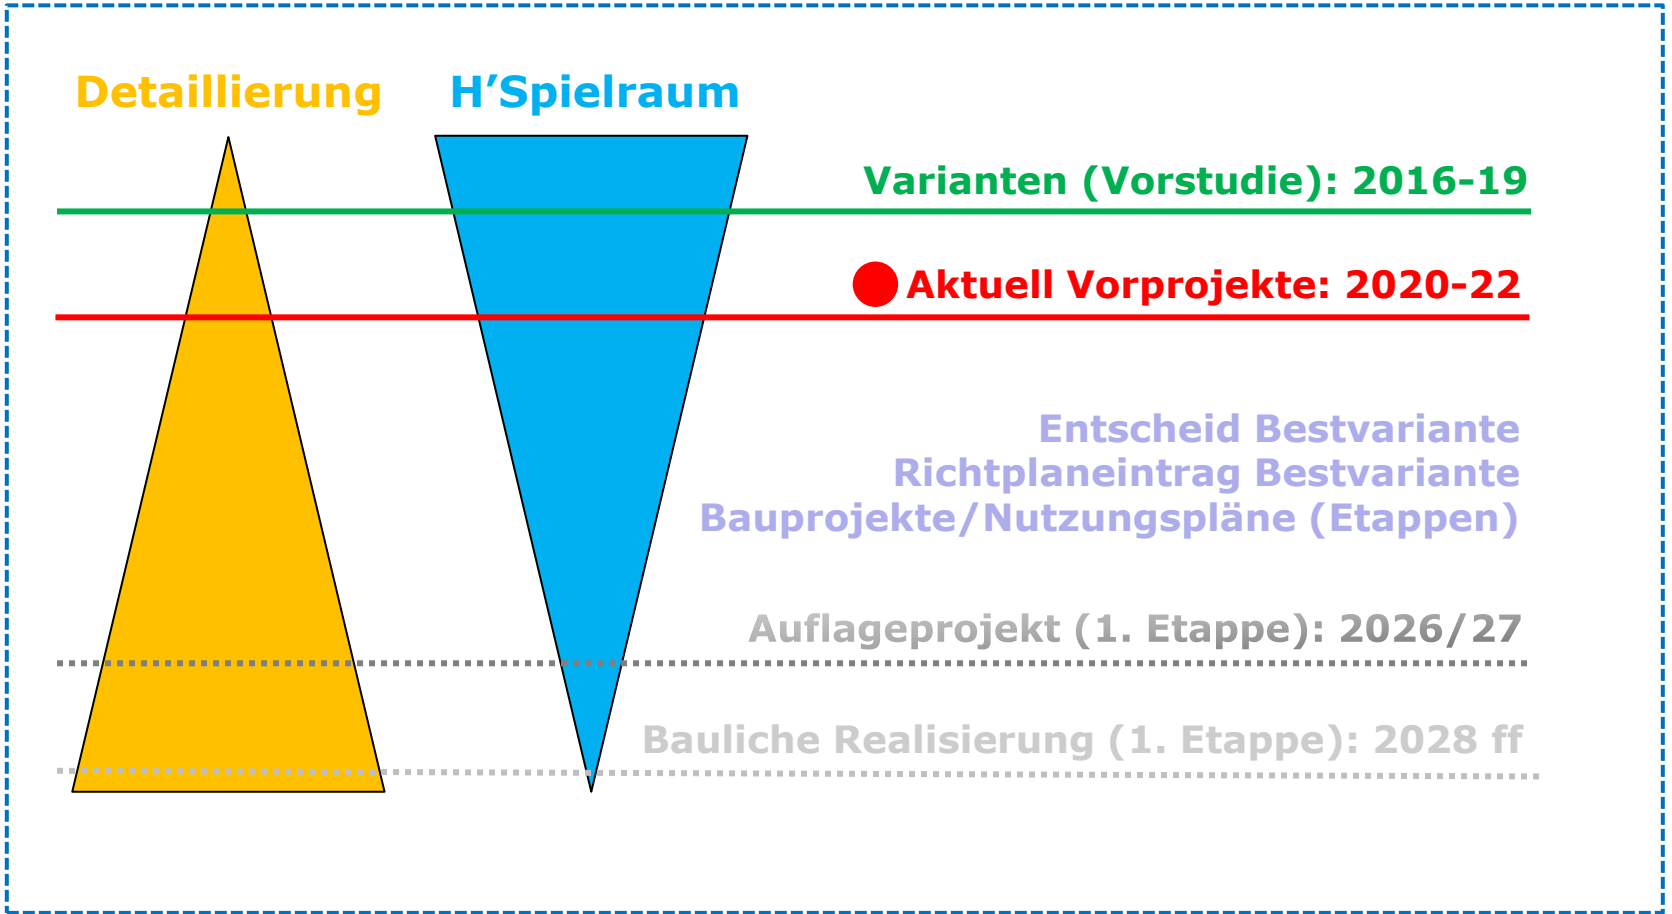 Detaillierung
H’Spielraum
Varianten (Vorstudie): 2016-19
Aktuell Vorprojekte: 2020-22
Entscheid Bestvariante
Richtplaneintrag Bestvariante
Bauprojekte/Nutzungspläne (Etappen)
Auflageprojekt (1. Etappe): 2026/27
Bauliche Realisierung (1. Etappe): 2028 ff